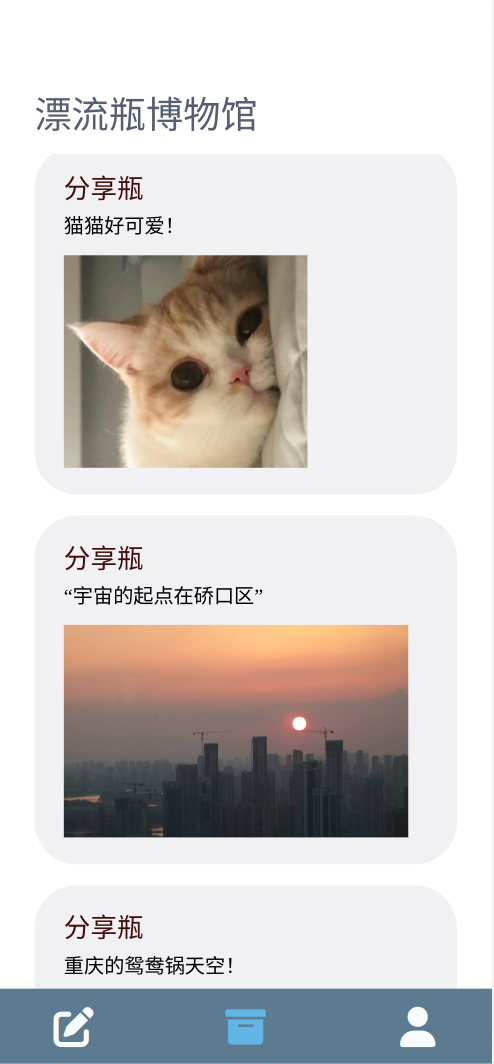 漂流瓶博物馆
分享瓶
猫猫好可爱！
分享瓶
“宇宙的起点在硚口区”
分享瓶
重庆的鸳鸯锅天空！